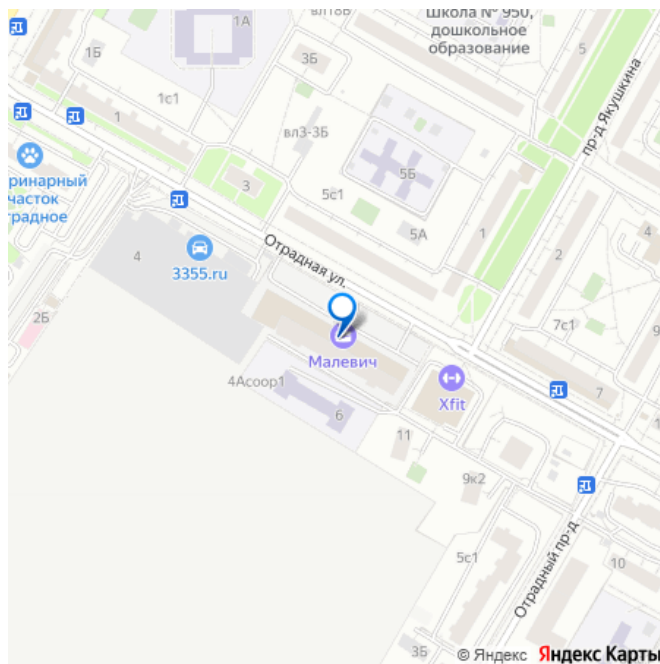 вл18Б
Школа № 950,
дошкольное
образование
1А
1Б
3Б
5
1с1
1
вл3-3Б
пр-д Якушкина
5Б
3
5с1
ринарный
часток
традное
5А
1
4
2
Отрадная ул.
4
3355.ru
2Б
7с1
Малевич
4Асоор1
Xfit
7
6
11
9к2
5с1
Отрадный пр-д
10
3Б
© Яндекс Яндекс Карты